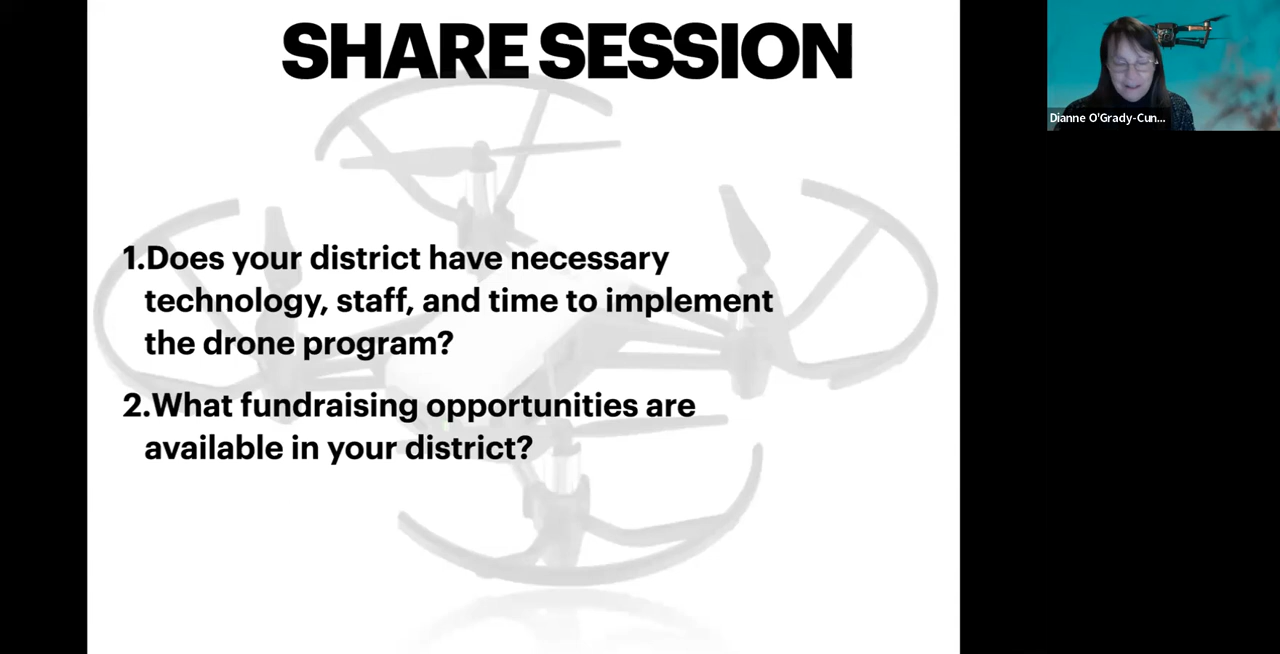 SHARE SESSION
1.Does your district have necessary
technology, staff, and time to implement
the drone program?
2.What fundraising opportunities are
available in your district?
Dianne O'Grady-Cun...